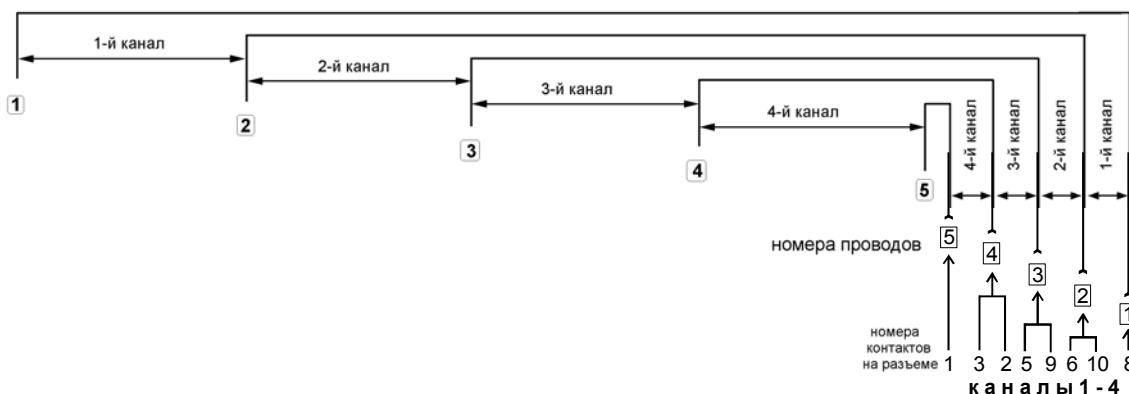 1-й канал
2-й канал
3-й канал
4-й канал
1
2
3
4
5
4-й канал
3-й канал
2-й канал
1-й канал
номера проводов
5
4
3
2
1
номера
контактов
на разъеме
1 3 2 5 9 6 10 8
каналы 1 - 4